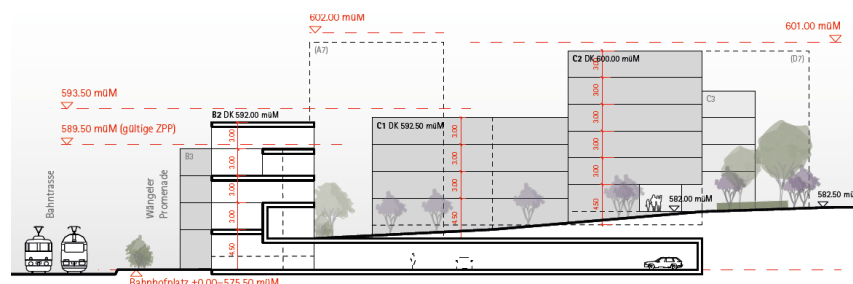 602.00 müM
601.00 müM
(A7)
C2 DK 600.00 müM
(D7)
3.00
593.50 müM
3.00
C3
B2 DK 592.00 müM
C1 DK 592.50 müM
589.50 müM (gültige ZPP)
3.00
3.00
3.00
B3
3.00
3.00
3.00
3.00
3.00
3.00
3.00
Bahntrasse
Wängeler
Promenade
4.50
582.00 müM
582.50 mü
4.50
4.50
Bahnhofplatz ±0.00=575.50 müM